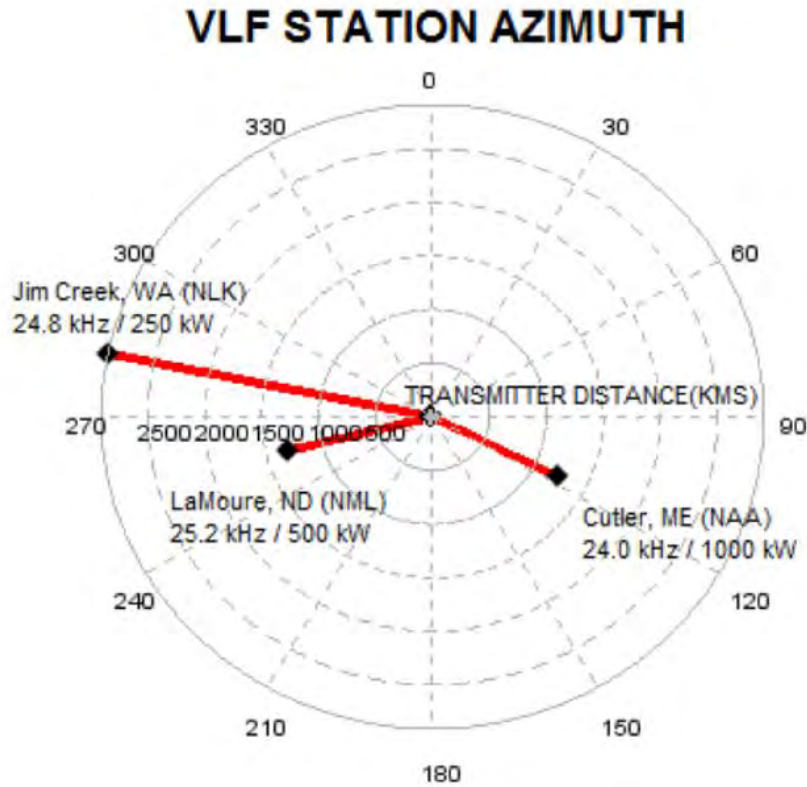 VLF STATION AZIMUTH
0
330
30
300
60
Jim Creek, WA (NLK)
24.8 kHz / 250 kW
TRANSMITTER DISTANCE(KMS)
270
2500 2000 1500 1000 500
90
LaMoure, ND (NML)
25.2 kHz / 500 kW
Cutler, ME (NAA)
24.0 kHz / 1000 kW
240
120
210
150
180